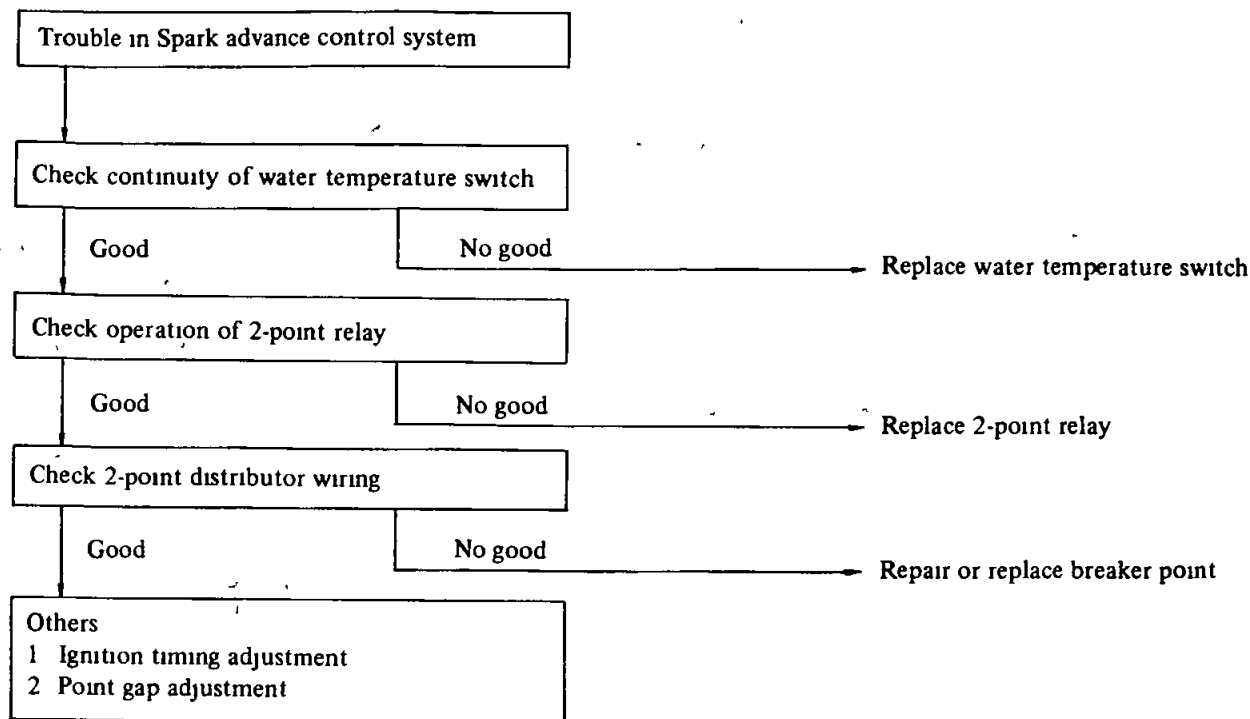 Trouble in Spark advance control system
Check continuity of water temperature switch
Good
No good
Replace water temperature switch
Check operation of 2-point relay
Good
No good
Replace 2-point relay
Check 2-point distributor wiring
Good
No good
Repair or replace breaker point
Others
1 Ignition timing adjustment
2 Point gap adjustment